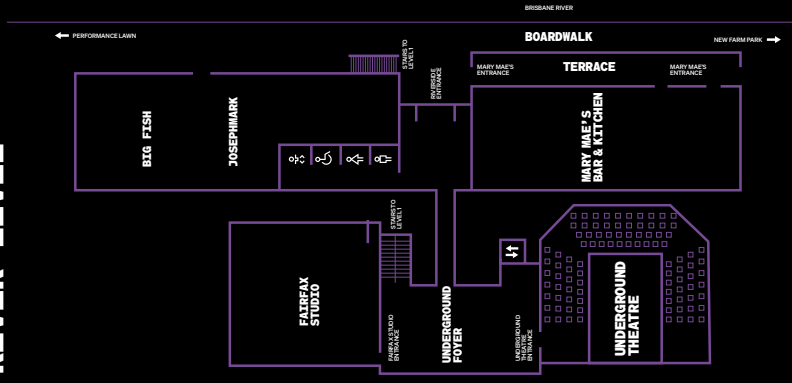 BRISBANE RIVER
PERFORMANCE LAWN
BOARDWALK
NEW FARM PARK
STAIRS TO
LEVEL 1
RIVERSIDE
ENTRANCE
MARY MAE'S
ENTRANCE
TERRACE
MARY MAE'S
ENTRANCE
BIG FISH
JOSEPHMARK
MARY MAE'S
BAR & KITCHEN
STAIRS TO
LEVEL 1
FAIRFAX
STUDIO
FAIRFAX STUDIO
ENTRANCE
UNDERGROUND
FOYER
UNDERGROUND
THEATRE
ENTRANCE
UNDERGROUND
THEATRE